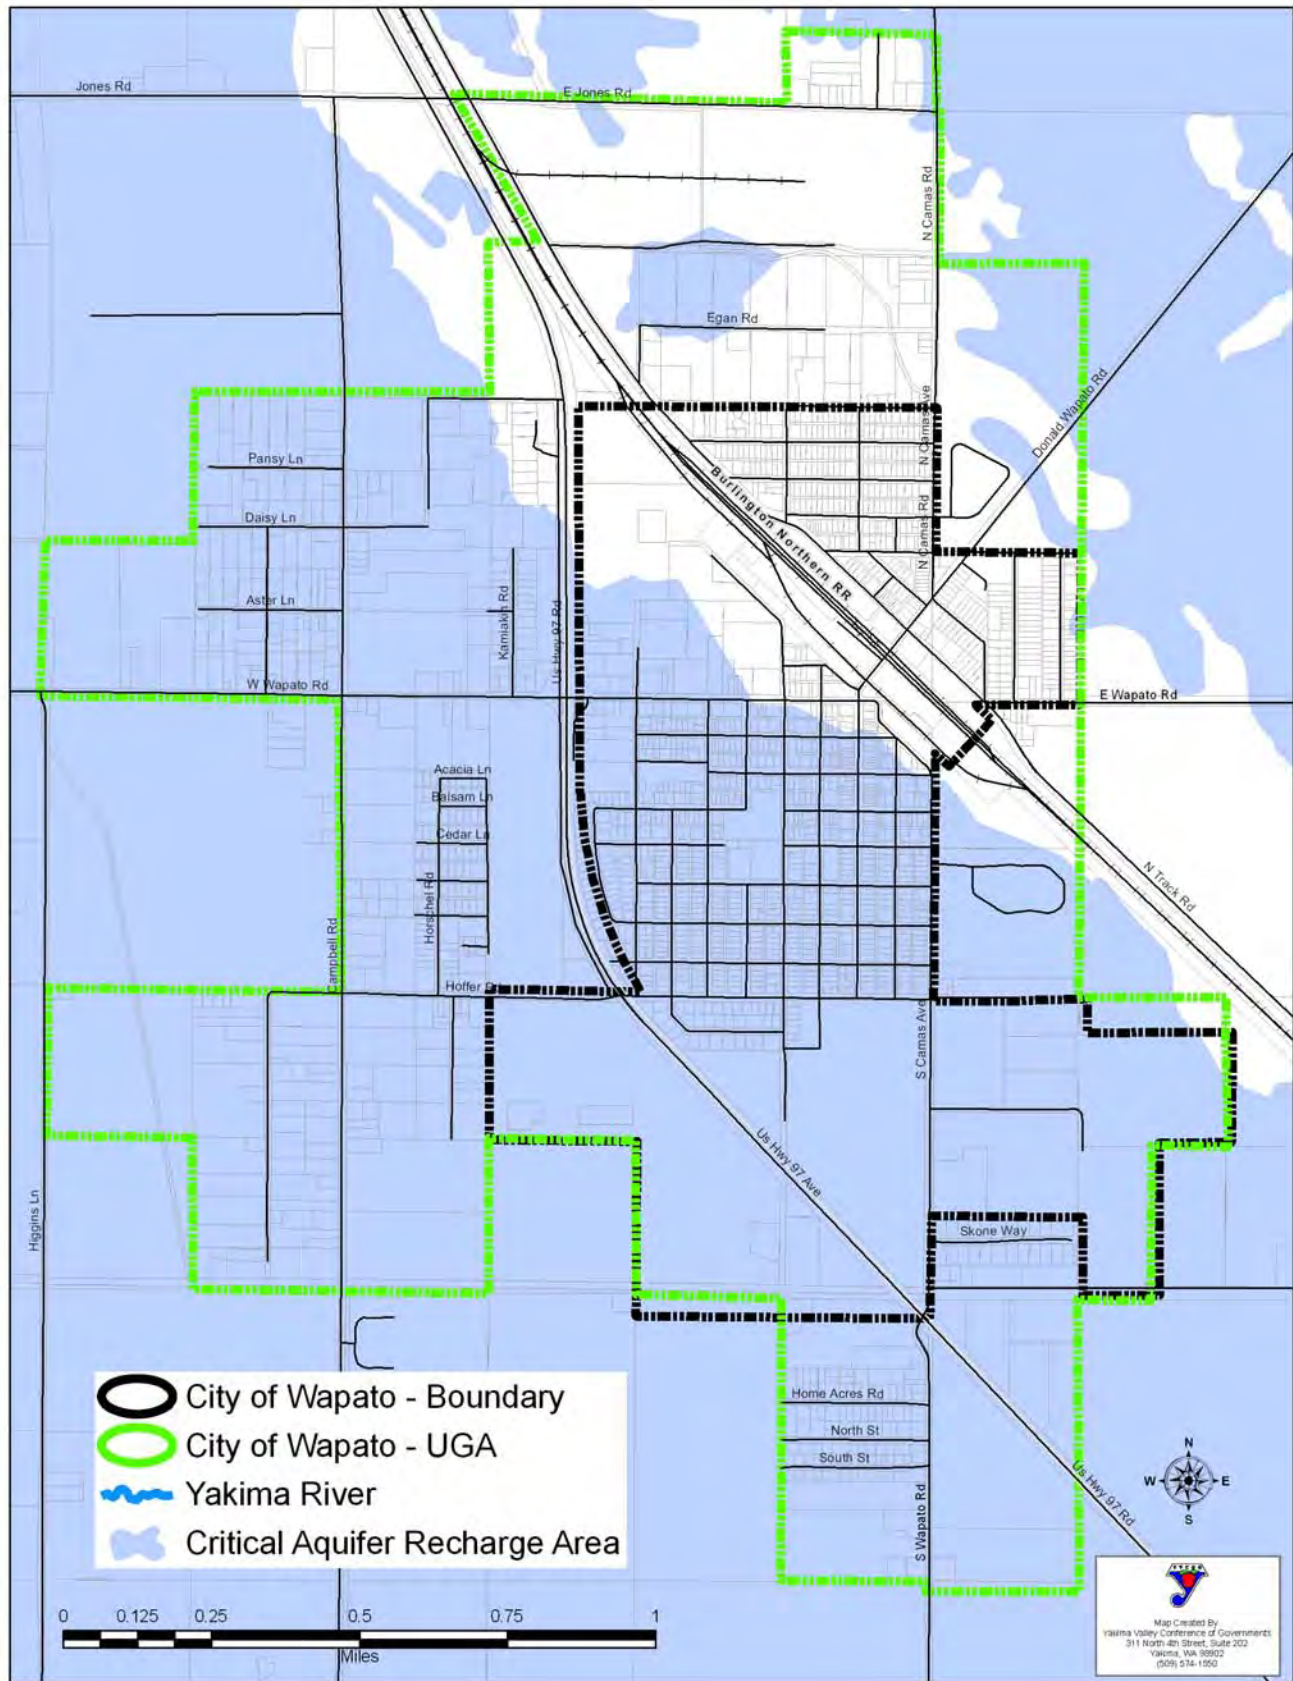 Jones Rd
E Jones Rd
N Camas Rd
Egan Rd
Donald Wapato Rd
N Camas Ave
Pansy Ln
Burlington Northern RR
Daisy Ln
N Camas Rd
Aster Ln
Kamiakin Rd
Us Hwy 97 Rd
W Wapato Rd
E Wapato Rd
Acacia Ln
Balsam Ln
Cedar Ln
Horschel Rd
N Track Rd
Campbell Rd
Hoffer Rd
S Camas Ave
Us Hwy 97 Ave
Higgins Ln
Skone Way
Home Acres Rd
North St
South St
S Wapato Rd
Us Hwy 97 Rd
City of Wapato - Boundary
City of Wapato - UGA
Yakima River
Critical Aquifer Recharge Area
N
W E
S
0 0.125 0.25 0.5 0.75 1
Miles
Map Created By
Yakima Valley Conference of Governments
311 North 4th Street, Suite 202
Yakima, WA 98902
(509) 574-1550